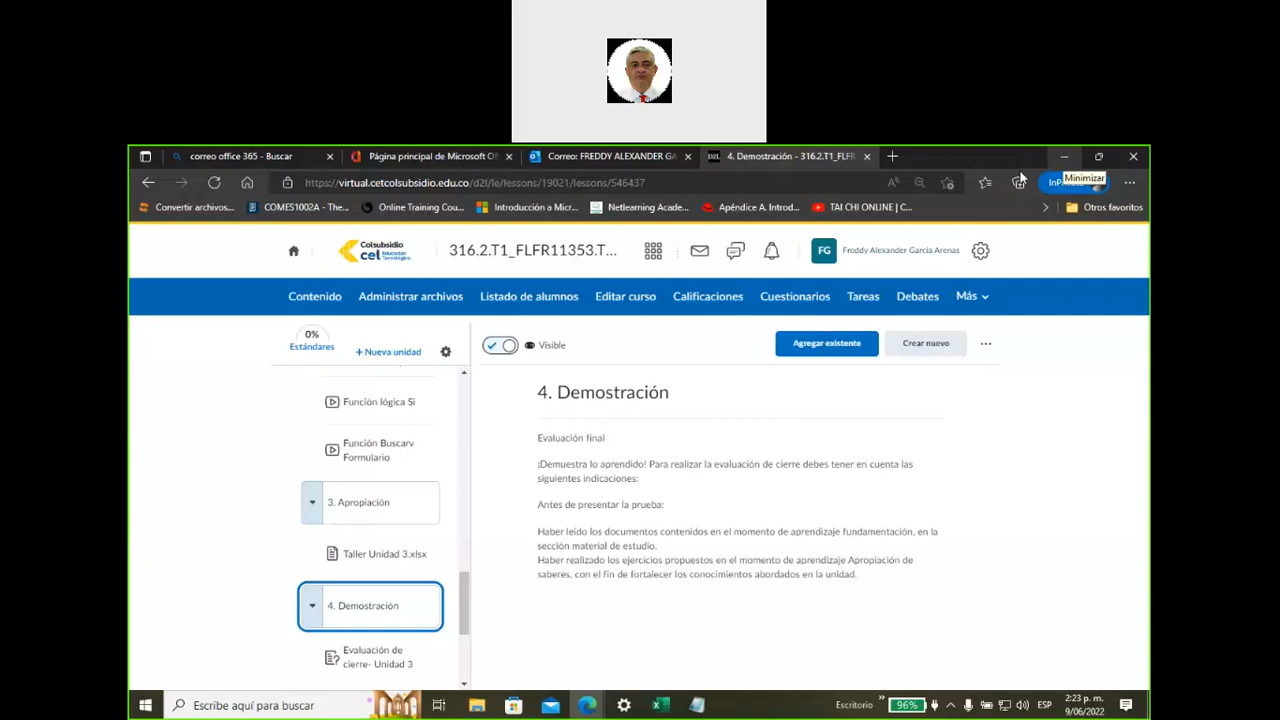 correo office 365 - Buscar
Página principal de Microsoft Of
Correo: FREDDY ALEXANDER GA
D2L
4. Demostración - 316.2.T1_FLFR
https://virtual.cetcolsubsidio.edu.co/d2l/le/lessons/19021/lessons/546437
Minimizar
Convertir archivos...
COMES1002A - The...
Online Training Cou...
Introducción a Micr...
Netlearning Acade...
Apéndice A. Introd...
TAI CHI ONLINE | C...
Otros favoritos
Colsubsidio
cet Educación Tecnológica
316.2.T1_FLFR11353.T...
FG
Freddy Alexander Garcia Arenas
Contenido
Administrar archivos
Listado de alumnos
Editar curso
Calificaciones
Cuestionarios
Tareas
Debates
Más
0%
Estándares
+ Nueva unidad
Visible
Agregar existente
Crear nuevo
Función lógica Si
Función Buscarv
Formulario
3. Apropiación
Taller Unidad 3.xlsx
4. Demostración
Evaluación de
cierre- Unidad 3
4. Demostración
Evaluación final
¡Demuestra lo aprendido! Para realizar la evaluación de cierre debes tener en cuenta las
siguientes indicaciones:
Antes de presentar la prueba:
Haber leído los documentos contenidos en el momento de aprendizaje fundamentación, en la
sección material de estudio.
Haber realizado los ejercicios propuestos en el momento de aprendizaje Apropiación de
saberes, con el fin de fortalecer los conocimientos abordados en la unidad.
Escribe aquí para buscar
Escritorio
96%
ESP
2:23 p. m.
9/06/2022